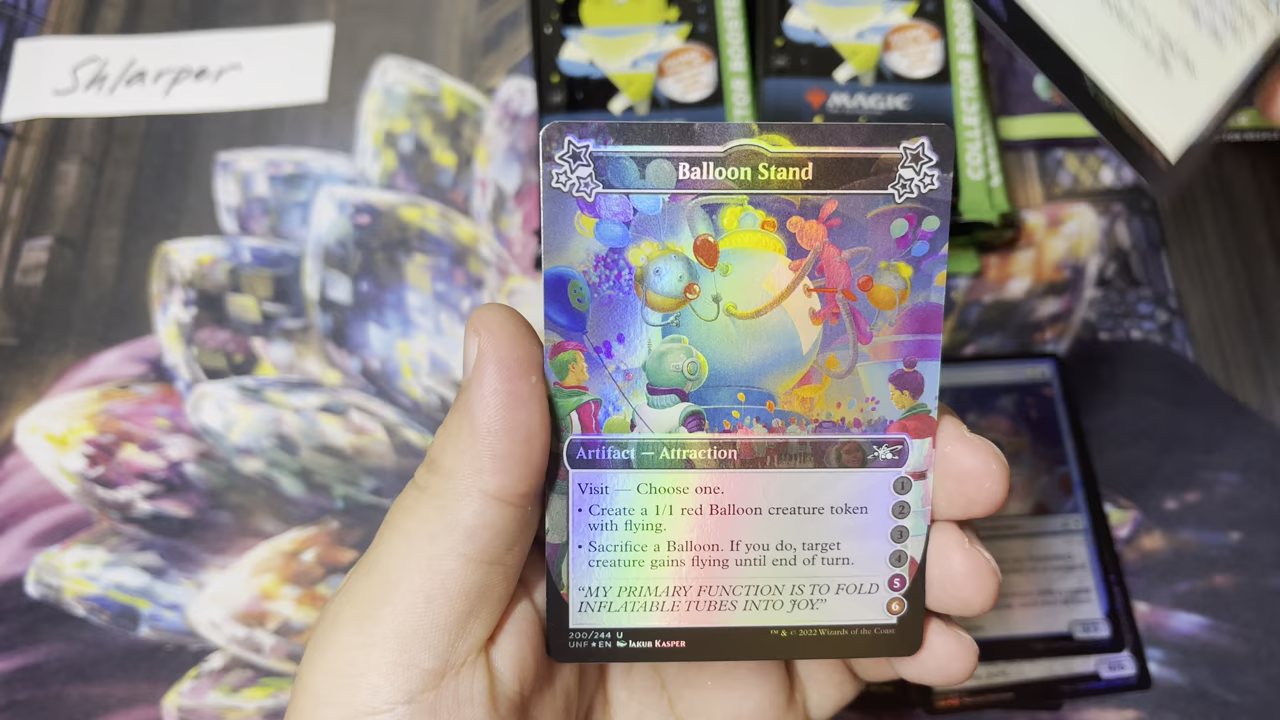 Shlarper
MAGIC
COLLECTOR BOOSTER
Balloon Stand
Artifact — Attraction
Visit — Choose one.
• Create a 1/1 red Balloon creature token
with flying.
• Sacrifice a Balloon. If you do, target
creature gains flying until end of turn.
"MY PRIMARY FUNCTION IS TO FOLD
INFLATABLE TUBES INTO JOY."
1
2
3
4
5
6
200/244 U
UNF ★ EN Jakub Kasper
™ & © 2022 Wizards of the Coast